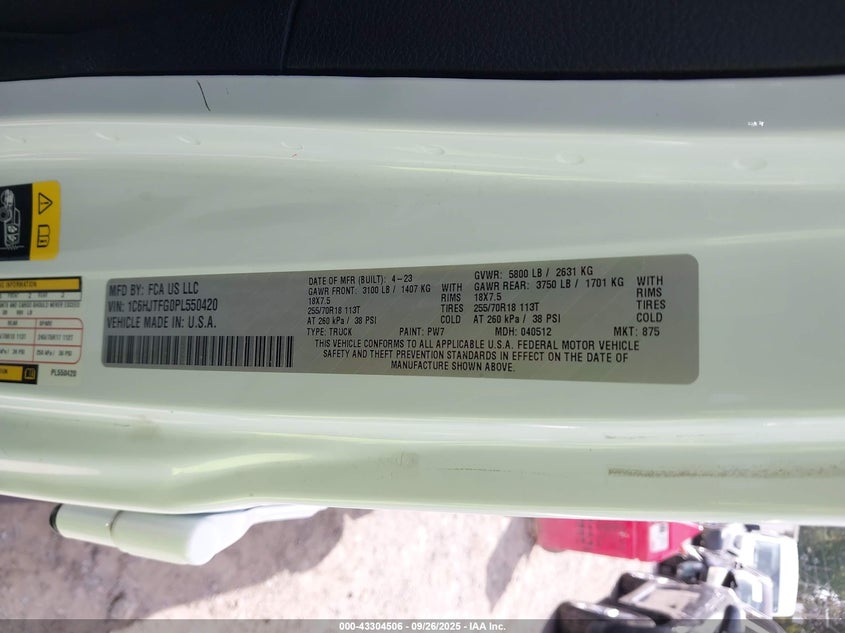 MFD BY: FCA US LLC
VIN: 1C6HJTFG0PL550420
VEHICLE MADE IN: U.S.A.
DATE OF MFR (BUILT): 4-23
GAWR FRONT: 3100 LB / 1407 KG WITH
18X7.5 RIMS
255/70R18 113T TIRES
AT 260 kPa / 38 PSI COLD
TYPE: TRUCK PAINT: PW7
GVWR: 5800 LB / 2631 KG
GAWR REAR: 3750 LB / 1701 KG WITH
18X7.5 RIMS
255/70R18 113T TIRES
AT 260 kPa / 38 PSI COLD
MDH: 040512 MKT: 875
THIS VEHICLE CONFORMS TO ALL APPLICABLE U.S.A. FEDERAL MOTOR VEHICLE
SAFETY AND THEFT PREVENTION STANDARDS IN EFFECT ON THE DATE OF
MANUFACTURE SHOWN ABOVE.
PL550420
000-43304506 - 09/26/2025 - IAA Inc.